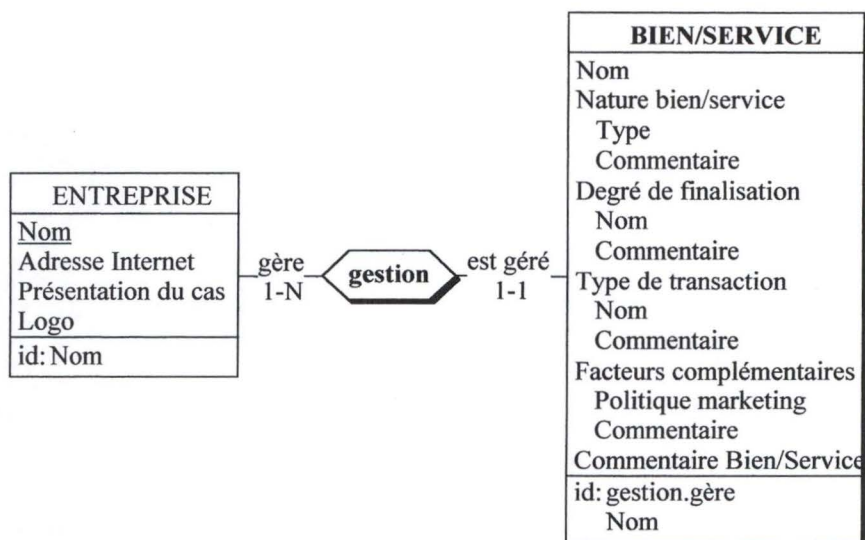 BIEN/SERVICE
Nom
Nature bien/service
Type
Commentaire
Degré de finalisation
Nom
Commentaire
Type de transaction
Nom
Commentaire
Facteurs complémentaires
Politique marketing
Commentaire
Commentaire Bien/Service
id: gestion.gère
Nom
ENTREPRISE
Nom
Adresse Internet
Présentation du cas
Logo
id: Nom
gère
1-N
gestion
est géré
1-1